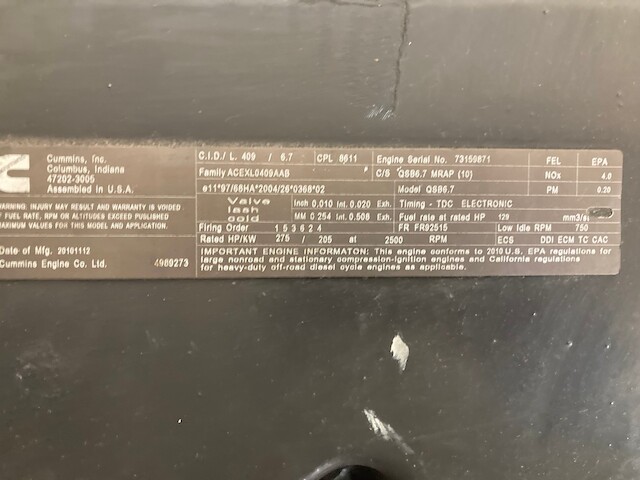 Cummins, Inc.
Columbus, Indiana
47202-3005
Assembled in U.S.A.
WARNING: INJURY MAY RESULT AND WARRANTY IS VOIDED
IF FUEL RATE, RPM OR ALTITUDES EXCEED PUBLISHED
MAXIMUM VALUES FOR THIS MODEL AND APPLICATION.
Date of Mfg. 20101112
Cummins Engine Co. Ltd. 4989273
C.I.D./ L. 409 / 6.7 CPL 8611 Engine Serial No. 73159871 FEL EPA
Family ACEXL0409AAB C/S QSB6.7 MRAP (10) NOx 4.0
e11*97/68HA*2004/26*0368*02 Model QSB6.7 PM 0.20
Valve lash cold Inch 0.010 Int. 0.020 Exh. Timing - TDC ELECTRONIC
MM 0.254 Int. 0.508 Exh. Fuel rate at rated HP 129 mm3/st
Firing Order 1 5 3 6 2 4 FR FR92515 Low Idle RPM 750
Rated HP/KW 275 / 205 at 2500 RPM ECS DDI ECM TC CAC
IMPORTANT ENGINE INFORMATON: This engine conforms to 2010 U.S. EPA regulations for
large nonroad and stationary compression-ignition engines and California regulations
for heavy-duty off-road diesel cycle engines as applicable.